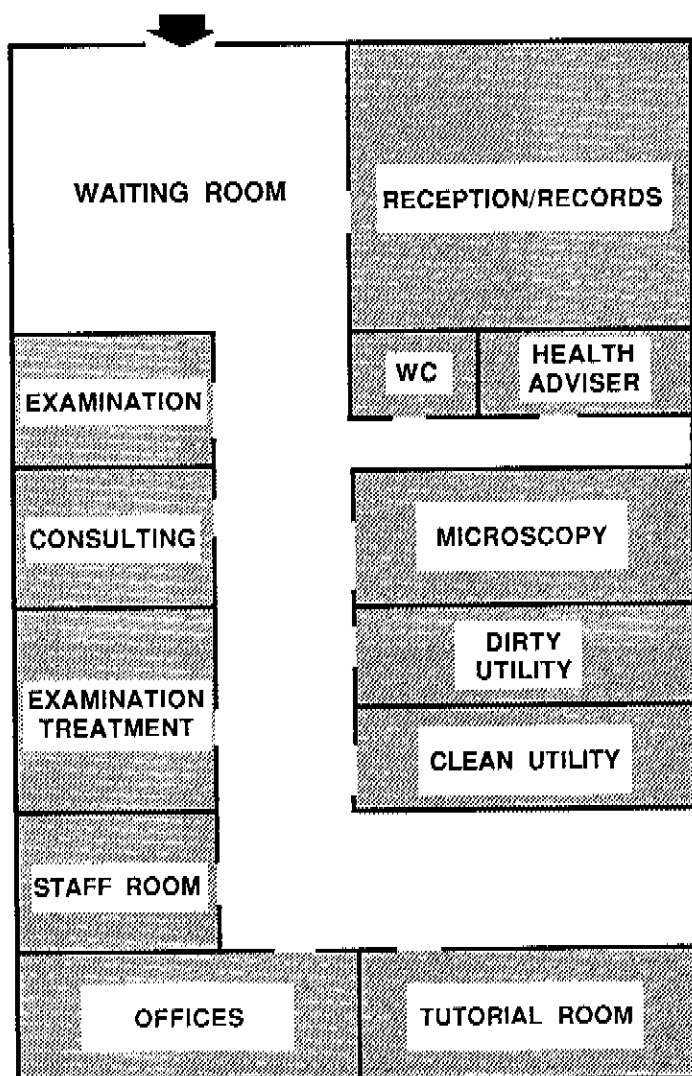 WAITING ROOM
RECEPTION/RECORDS
WC
HEALTH
ADVISER
EXAMINATION
CONSULTING
MICROSCOPY
DIRTY
UTILITY
EXAMINATION
TREATMENT
CLEAN UTILITY
STAFF ROOM
OFFICES
TUTORIAL ROOM